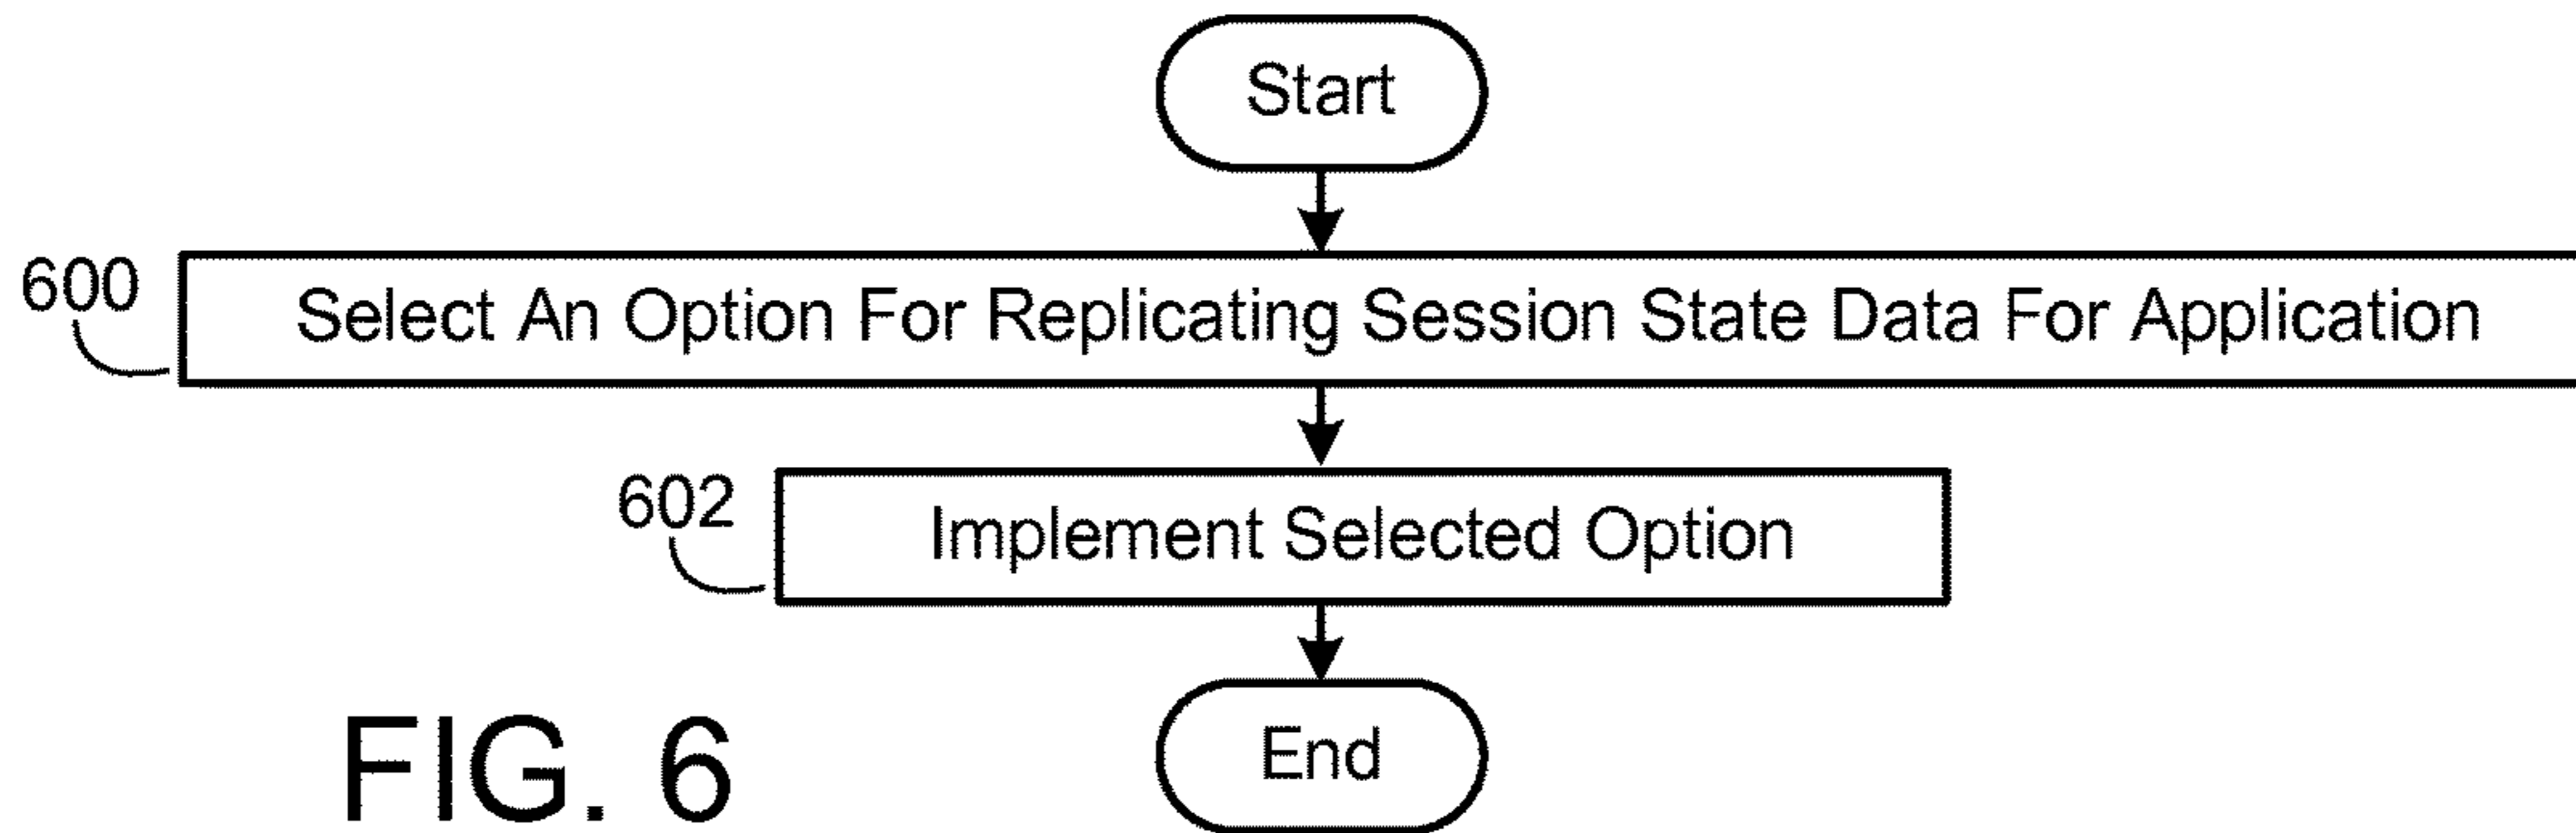 Start
600
Select An Option For Replicating Session State Data For Application
602
Implement Selected Option
End
FIG. 6